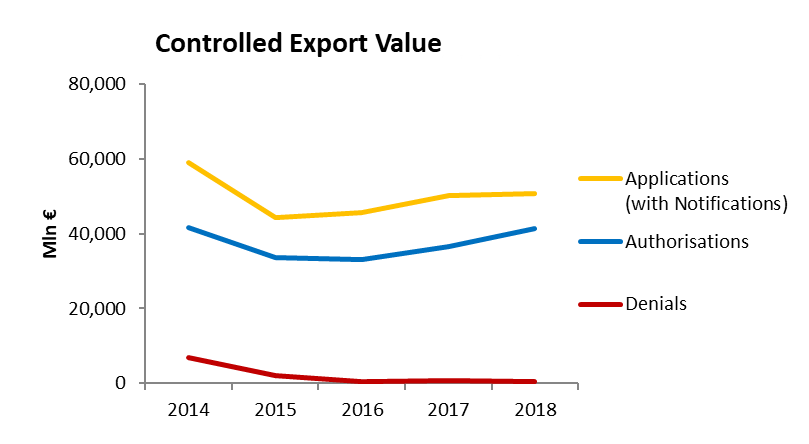 Controlled Export Value
80,000
60,000
40,000
20,000
0
Mln €
2014 2015 2016 2017 2018
Applications
(with Notifications)
Authorisations
Denials